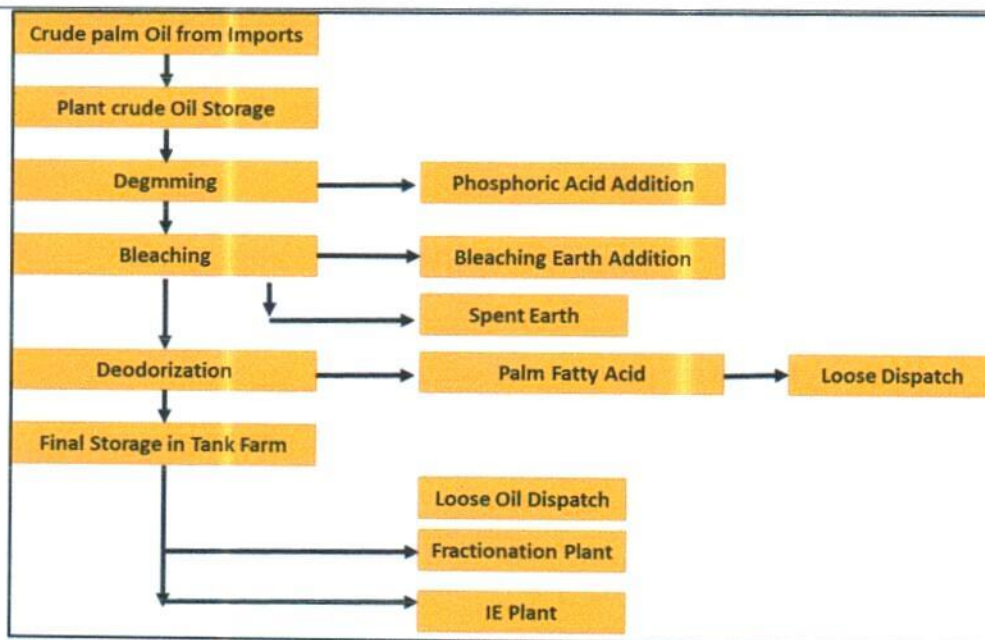 Crude palm Oil from Imports
Plant crude Oil Storage
Degmming
Phosphoric Acid Addition
Bleaching
Bleaching Earth Addition
Spent Earth
Deodorization
Palm Fatty Acid
Loose Dispatch
Final Storage in Tank Farm
Loose Oil Dispatch
Fractionation Plant
IE Plant